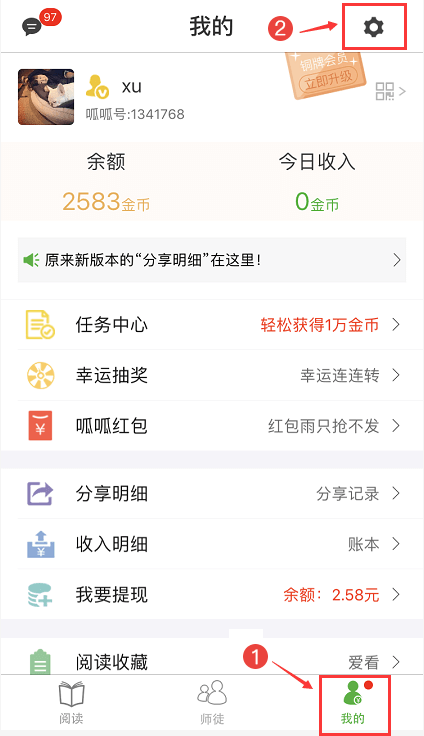 97
我的
2
铜牌会员
立即升级
xu
呱呱号:1341768
余额
今日收入
2583金币
0金币
原来新版本的“分享明细”在这里!
任务中心
轻松获得1万金币
幸运抽奖
幸运连连转
呱呱红包
红包雨只抢不发
分享明细
分享记录
收入明细
账本
我要提现
余额：2.58元
阅读收藏
爱看
1
阅读
师徒
我的